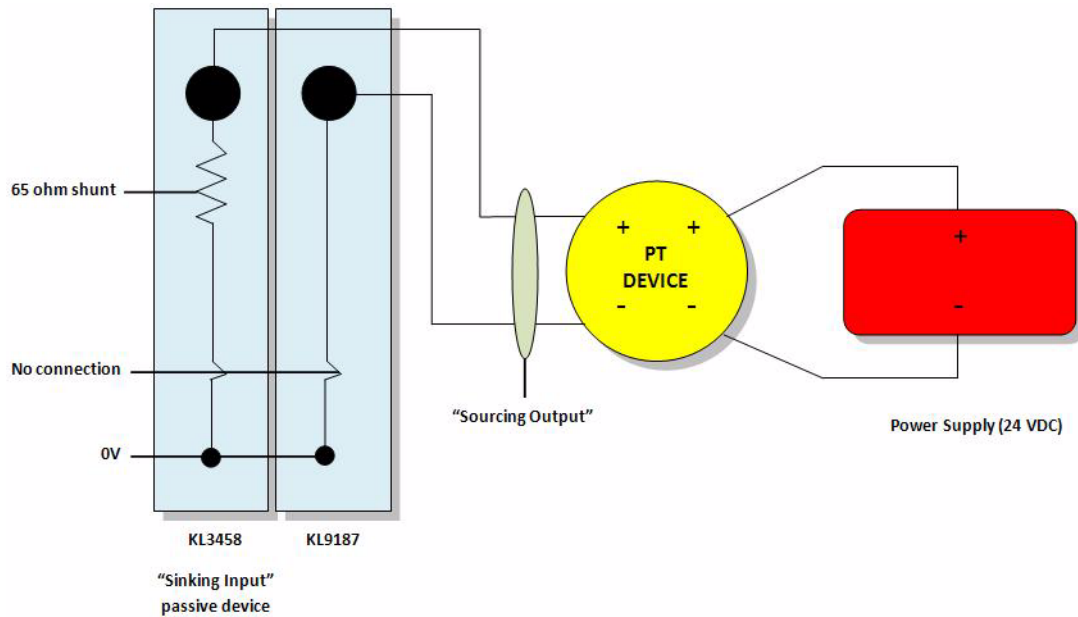 65 ohm shunt
No connection
0V
KL3458
KL9187
“Sinking Input”
passive device
“Sourcing Output”
+ +
PT
DEVICE
- -
+
-
Power Supply (24 VDC)